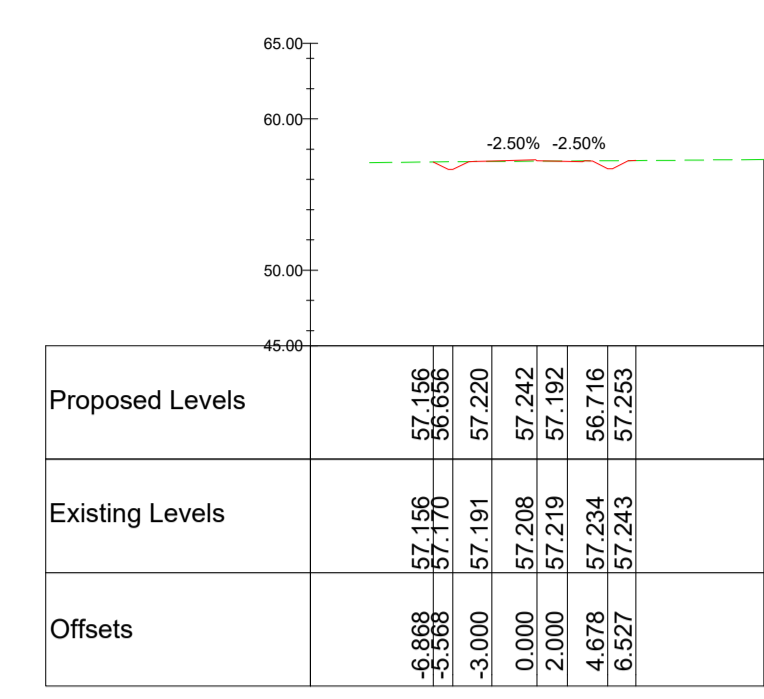 65.00
60.00
-2.50% -2.50%
50.00
45.00
Proposed Levels 57.156 56.656 57.220 57.242 57.192 56.716 57.253
Existing Levels 57.156 57.170 57.191 57.208 57.219 57.234 57.243
Offsets -6.868 -5.568 -3.000 0.000 2.000 4.678 6.527